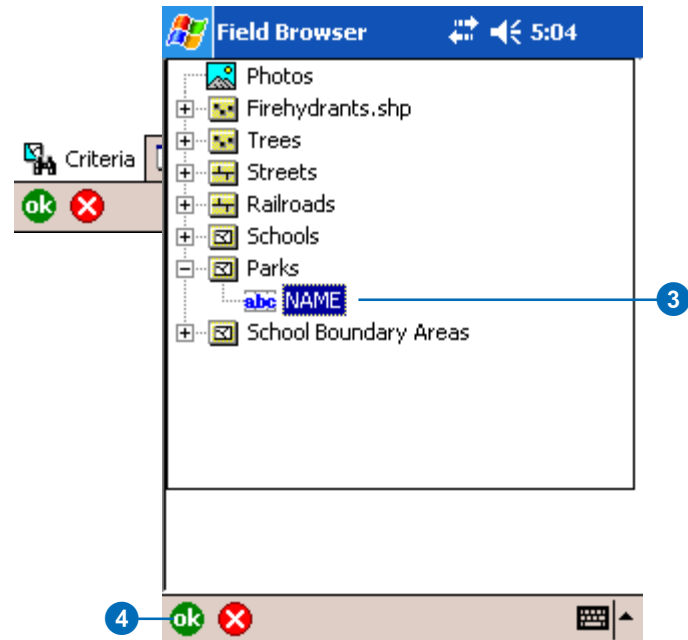 Field Browser 5:04
Photos
Firehydrants.shp
Trees
Criteria
Streets
ok
Railroads
Schools
Parks
abc NAME
3
School Boundary Areas
4
ok